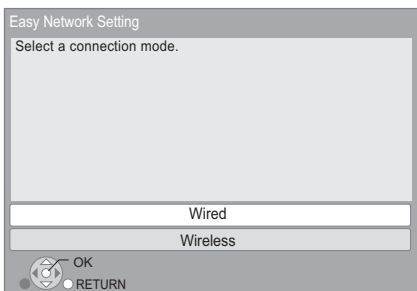 Easy Network Setting
Select a connection mode.
Wired
Wireless
OK
RETURN